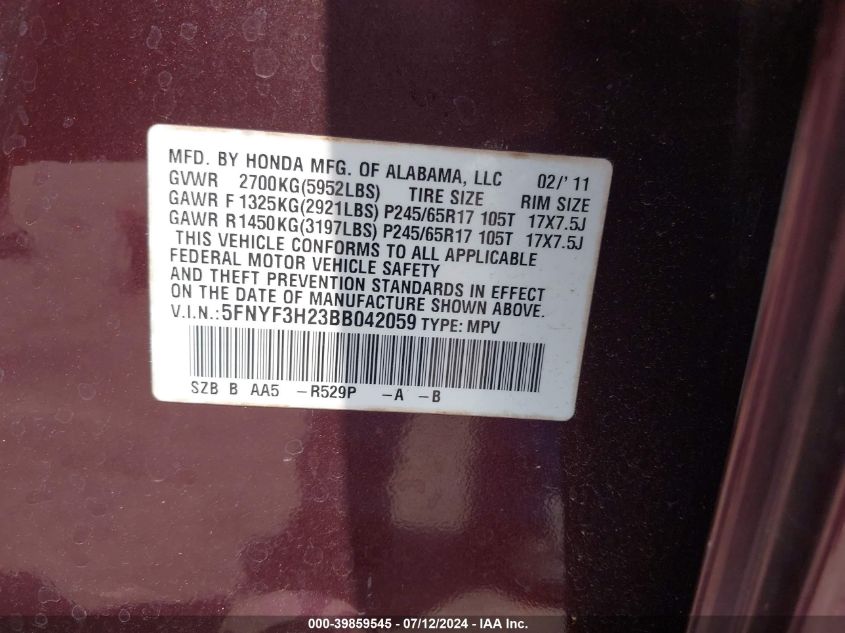 MFD. BY HONDA MFG. OF ALABAMA, LLC 02/'11
GVWR 2700KG(5952LBS) TIRE SIZE RIM SIZE
GAWR F 1325KG(2921LBS) P245/65R17 105T 17X7.5J
GAWR R 1450KG(3197LBS) P245/65R17 105T 17X7.5J
THIS VEHICLE CONFORMS TO ALL APPLICABLE
FEDERAL MOTOR VEHICLE SAFETY
AND THEFT PREVENTION STANDARDS IN EFFECT
ON THE DATE OF MANUFACTURE SHOWN ABOVE.
V.I.N.:5FNYF3H23BB042059 TYPE: MPV
SZB B AA5 -R529P -A -B
000-39859545 - 07/12/2024 - IAA Inc.